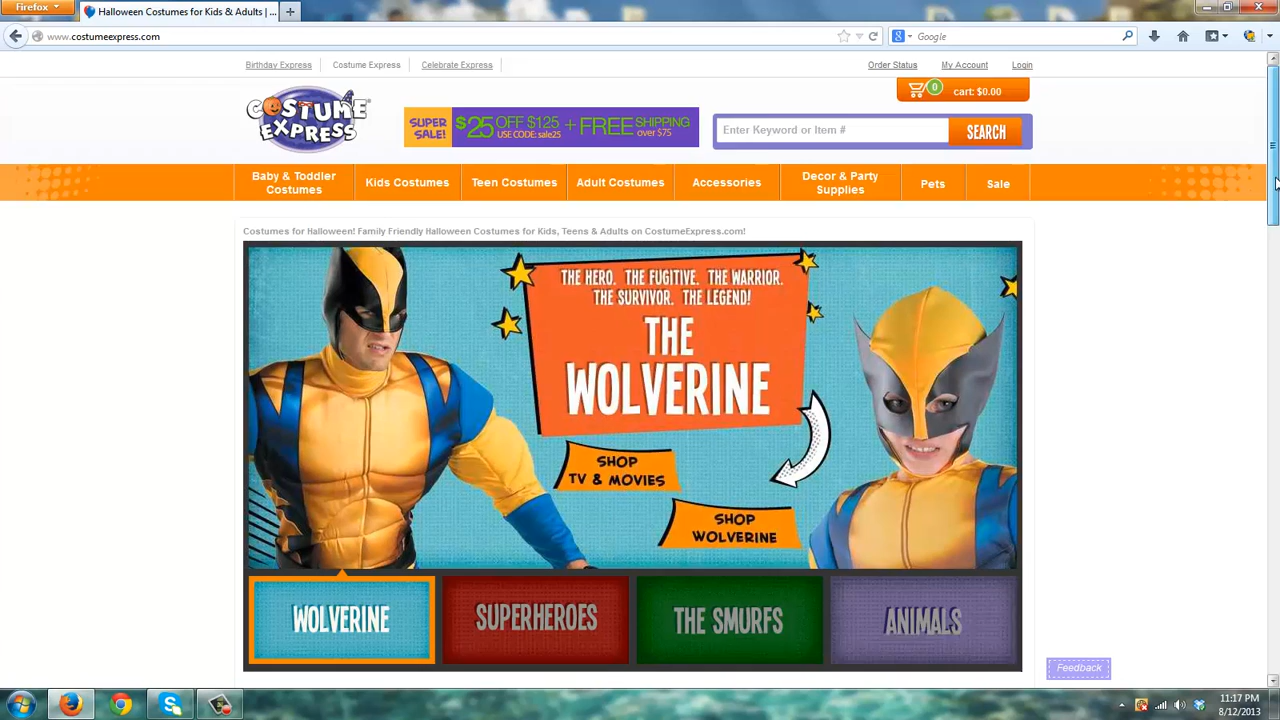 Firefox
Halloween Costumes for Kids & Adults | ...
www.costumeexpress.com
Google
Birthday Express
Costume Express
Celebrate Express
Order Status
My Account
Login
0
cart: $0.00
COSTUME
EXPRESS
SUPER
SALE!
$25 OFF $125
USE CODE: sale25
+ FREE SHIPPING
over $75
Enter Keyword or Item #
SEARCH
Baby & Toddler
Costumes
Kids Costumes
Teen Costumes
Adult Costumes
Accessories
Decor & Party
Supplies
Pets
Sale
Costumes for Halloween! Family Friendly Halloween Costumes for Kids, Teens & Adults on CostumeExpress.com!
THE HERO. THE FUGITIVE. THE WARRIOR.
THE SURVIVOR. THE LEGEND!
THE
WOLVERINE
SHOP
TV & MOVIES
SHOP
WOLVERINE
WOLVERINE
SUPERHEROES
THE SMURFS
ANIMALS
Feedback
11:17 PM
8/12/2013